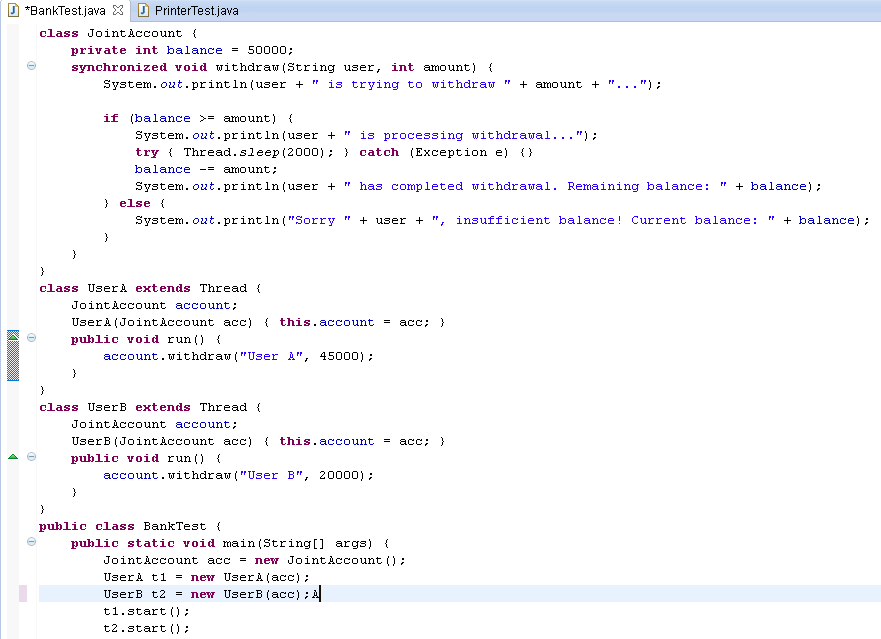 *BankTest.java PrinterTest.java
class JointAccount {
    private int balance = 50000;
    synchronized void withdraw(String user, int amount) {
        System.out.println(user + " is trying to withdraw " + amount + "...");

        if (balance >= amount) {
            System.out.println(user + " is processing withdrawal...");
            try { Thread.sleep(2000); } catch (Exception e) {}
            balance -= amount;
            System.out.println(user + " has completed withdrawal. Remaining balance: " + balance);
        } else {
            System.out.println("Sorry " + user + ", insufficient balance! Current balance: " + balance);
        }
    }
}
class UserA extends Thread {
    JointAccount account;
    UserA(JointAccount acc) { this.account = acc; }
    public void run() {
        account.withdraw("User A", 45000);
    }
}
class UserB extends Thread {
    JointAccount account;
    UserB(JointAccount acc) { this.account = acc; }
    public void run() {
        account.withdraw("User B", 20000);
    }
}
public class BankTest {
    public static void main(String[] args) {
        JointAccount acc = new JointAccount();
        UserA t1 = new UserA(acc);
        UserB t2 = new UserB(acc);A
        t1.start();
        t2.start();